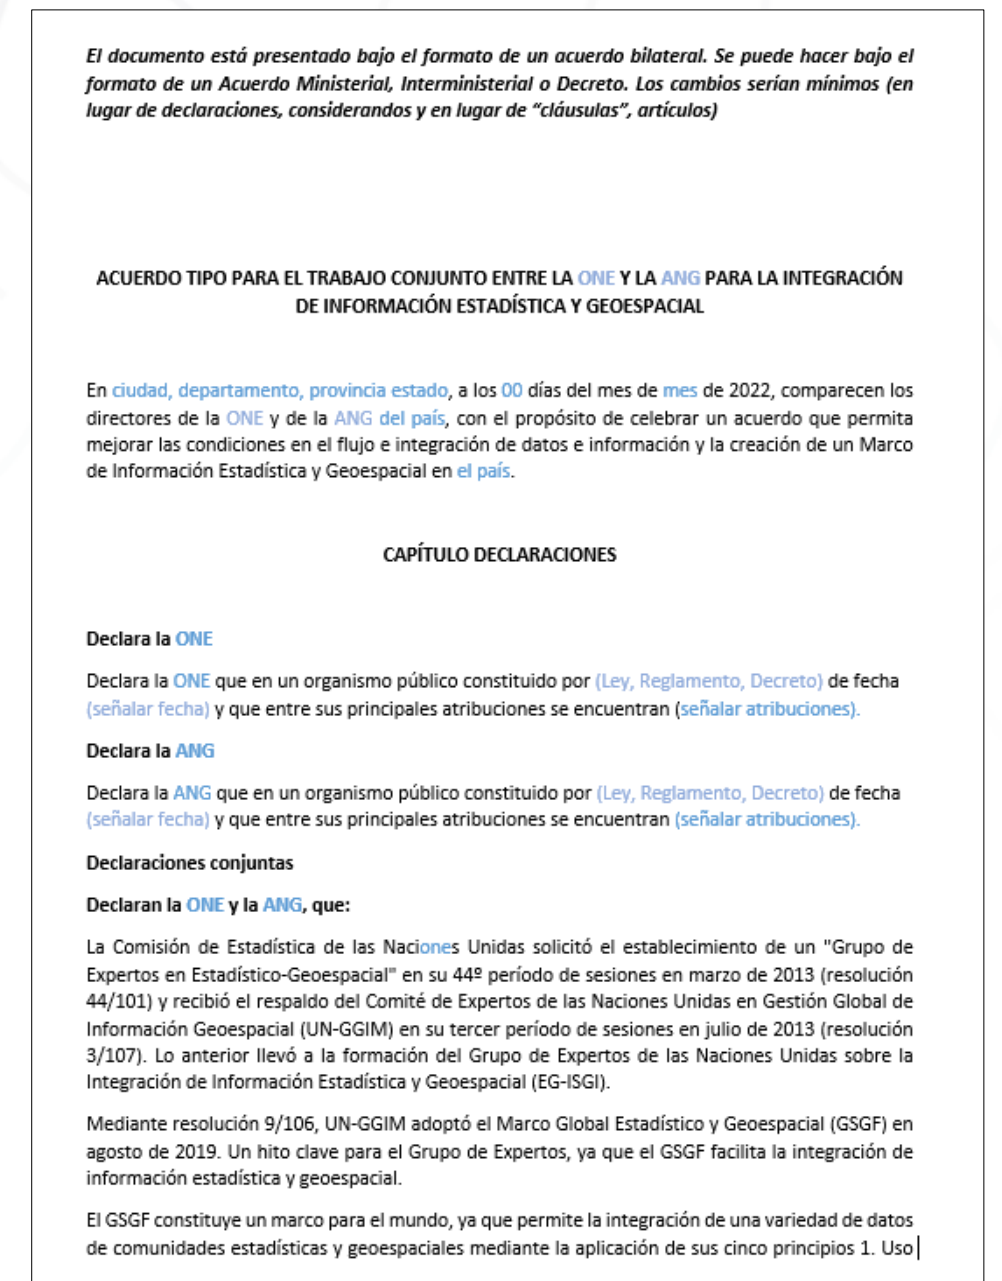 El documento está presentado bajo el formato de un acuerdo bilateral. Se puede hacer bajo el
formato de un Acuerdo Ministerial, Interministerial o Decreto. Los cambios serían mínimos (en
lugar de declaraciones, considerandos y en lugar de “cláusulas”, artículos)
ACUERDO TIPO PARA EL TRABAJO CONJUNTO ENTRE LA ONE Y LA ANG PARA LA INTEGRACIÓN
DE INFORMACIÓN ESTADÍSTICA Y GEOESPACIAL
En ciudad, departamento, provincia estado, a los 00 días del mes de mes de 2022, comparecen los
directores de la ONE y de la ANG del país, con el propósito de celebrar un acuerdo que permita
mejorar las condiciones en el flujo e integración de datos e información y la creación de un Marco
de Información Estadística y Geoespacial en el país.
CAPÍTULO DECLARACIONES
Declara la ONE
Declara la ONE que en un organismo público constituido por (Ley, Reglamento, Decreto) de fecha
(señalar fecha) y que entre sus principales atribuciones se encuentran (señalar atribuciones).
Declara la ANG
Declara la ANG que en un organismo público constituido por (Ley, Reglamento, Decreto) de fecha
(señalar fecha) y que entre sus principales atribuciones se encuentran (señalar atribuciones).
Declaraciones conjuntas
Declaran la ONE y la ANG, que:
La Comisión de Estadística de las Naciones Unidas solicitó el establecimiento de un "Grupo de
Expertos en Estadístico-Geoespacial" en su 44º período de sesiones en marzo de 2013 (resolución
44/101) y recibió el respaldo del Comité de Expertos de las Naciones Unidas en Gestión Global de
Información Geoespacial (UN-GGIM) en su tercer período de sesiones en julio de 2013 (resolución
3/107). Lo anterior llevó a la formación del Grupo de Expertos de las Naciones Unidas sobre la
Integración de Información Estadística y Geoespacial (EG-ISGI).
Mediante resolución 9/106, UN-GGIM adoptó el Marco Global Estadístico y Geoespacial (GSGF) en
agosto de 2019. Un hito clave para el Grupo de Expertos, ya que el GSGF facilita la integración de
información estadística y geoespacial.
El GSGF constituye un marco para el mundo, ya que permite la integración de una variedad de datos
de comunidades estadísticas y geoespaciales mediante la aplicación de sus cinco principios 1. Uso